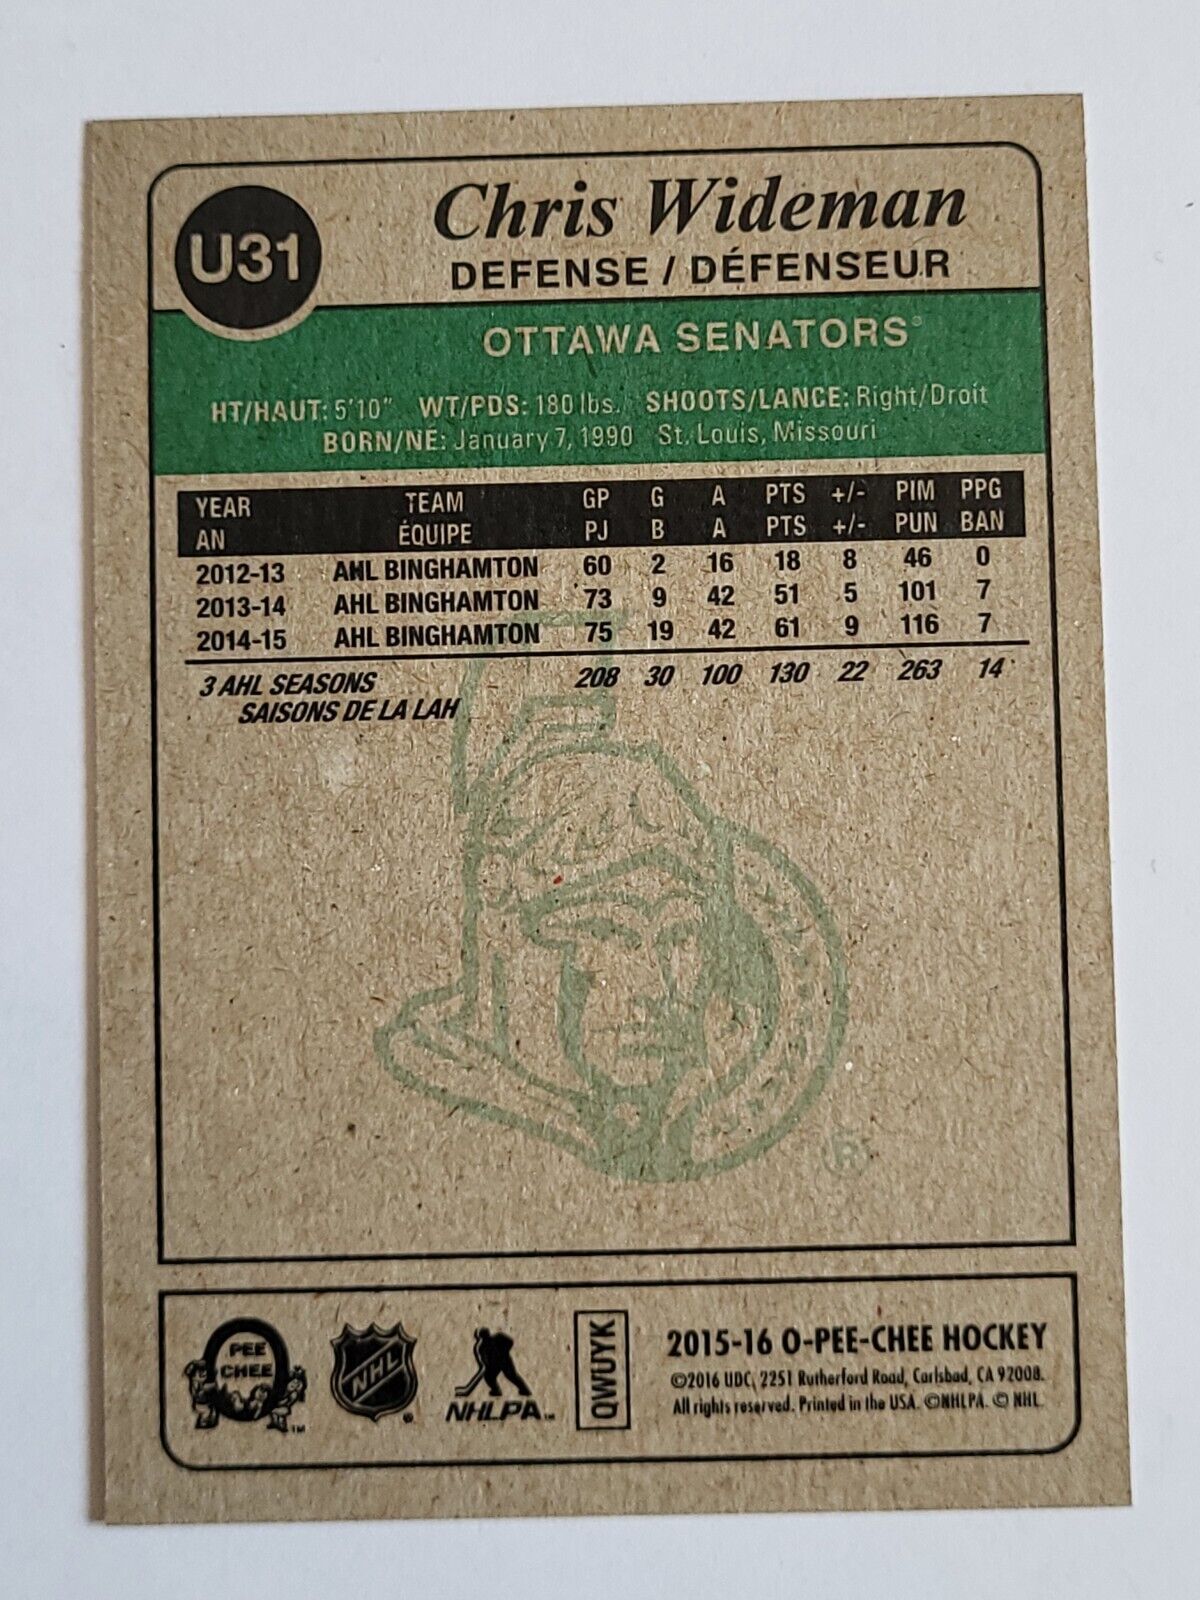 U31
Chris Wideman
DEFENSE / DÉFENSEUR
OTTAWA SENATORS®
HT/HAUT: 5'10" WT/PDS: 180 lbs. SHOOTS/LANCE: Right/Droit
BORN/NÉ: January 7, 1990 St. Louis, Missouri
YEAR TEAM GP G A PTS +/- PIM PPG
AN ÉQUIPE PJ B A PTS +/- PUN BAN
2012-13 AHL BINGHAMTON 60 2 16 18 8 46 0
2013-14 AHL BINGHAMTON 73 9 42 51 5 101 7
2014-15 AHL BINGHAMTON 75 19 42 61 9 116 7
3 AHL SEASONS 208 30 100 130 22 263 14
SAISONS DE LA LAH
®
PEE
CHEE
TM
NHL
®
NHLPA™
QWUYK
2015-16 O-PEE-CHEE HOCKEY
©2016 UDC, 2251 Rutherford Road, Carlsbad, CA 92008.
All rights reserved. Printed in the USA. ©NHLPA. © NHL.